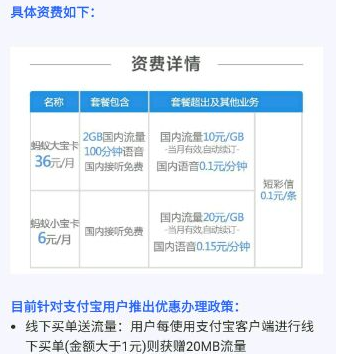 具体资费如下：
资费详情
名称 套餐包含 套餐超出及其他业务
蚂蚁大宝卡
36元/月
2GB国内流量
100分钟语音
国内接听免费
国内流量10元/GB
·当月有效,自动续订·
国内语音0.1元/分钟
短彩信
0.1元/条
蚂蚁小宝卡
6元/月
国内接听免费
国内流量20元/GB
·当月有效,自动续订·
国内语音0.15元/分钟
目前针对支付宝用户推出优惠办理政策：
• 线下买单送流量：用户每使用支付宝客户端进行线
下买单(金额大于1元)则获赠20MB流量